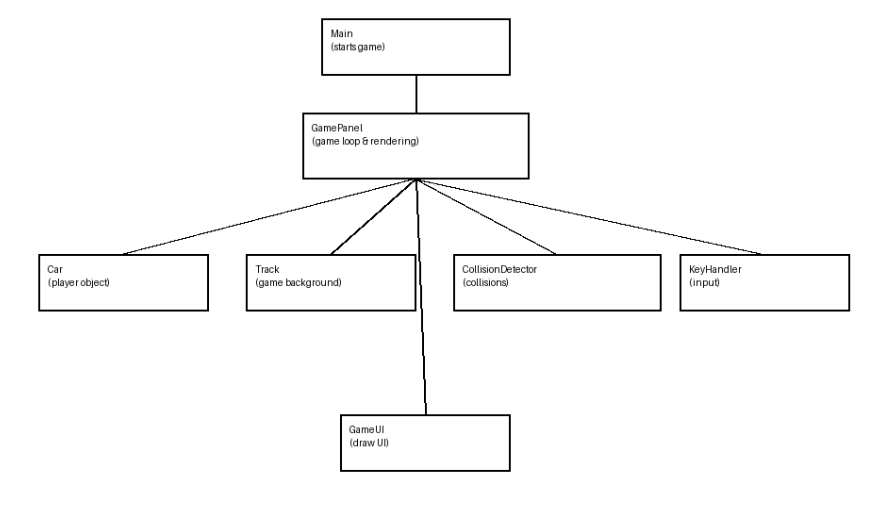 Main
(starts game)
GamePanel
(game loop & rendering)
Car
(player object)
Track
(game background)
CollisionDetector
(collisions)
KeyHandler
(input)
GameUI
(draw UI)